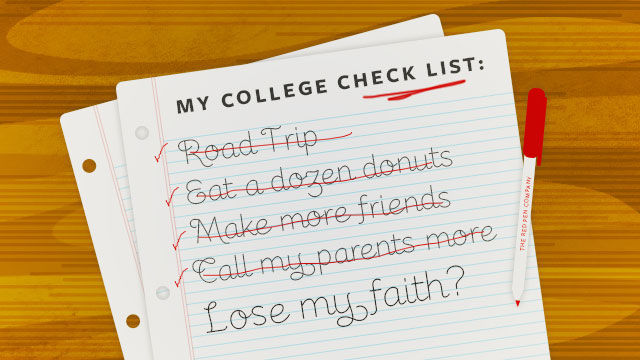 MY COLLEGE CHECK LIST:
Road Trip
Eat a dozen donuts
Make more friends
Call my parents more
Lose my faith?
THE RED PEN COMPANY